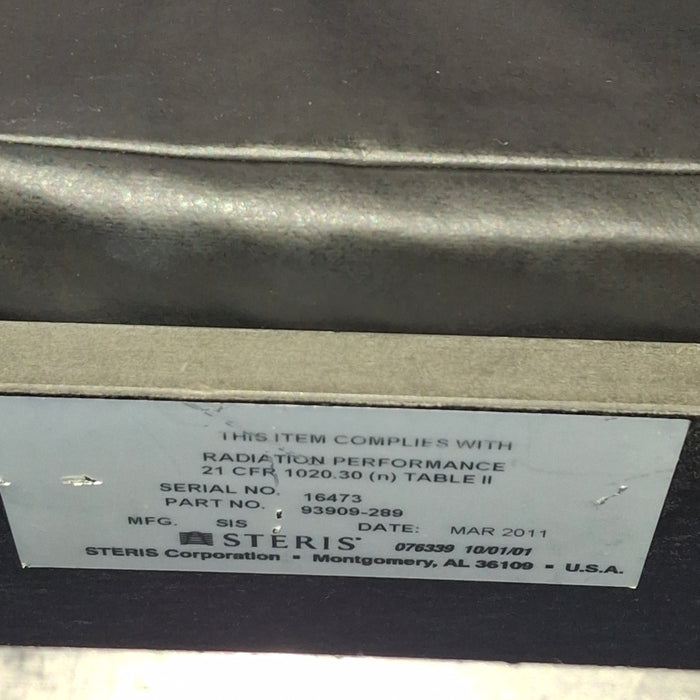 THIS ITEM COMPLIES WITH
RADIATION PERFORMANCE
21 CFR 1020.30 (n) TABLE II
SERIAL NO. 16473
PART NO. 93909-289
MFG. SIS DATE: MAR 2011
STERIS® 076339 10/01/01
STERIS Corporation ▪ Montgomery, AL 36109 ▪ U.S.A.